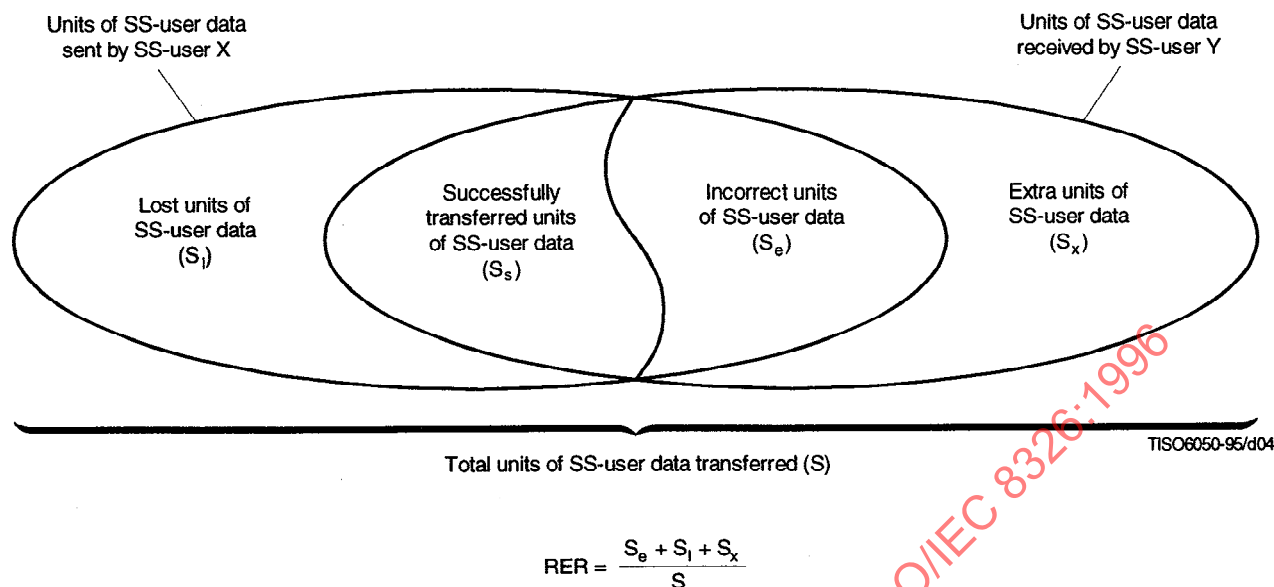 Units of SS-user data
sent by SS-user X
Units of SS-user data
received by SS-user Y
Lost units of
SS-user data
(Sl)
Successfully
transferred units
of SS-user data
(Ss)
Incorrect units
of SS-user data
(Se)
Extra units of
SS-user data
(Sx)
TISO6050-95/d04
Total units of SS-user data transferred (S)
RER = Se + Sl + Sx
S
O/IEC 8326:1996